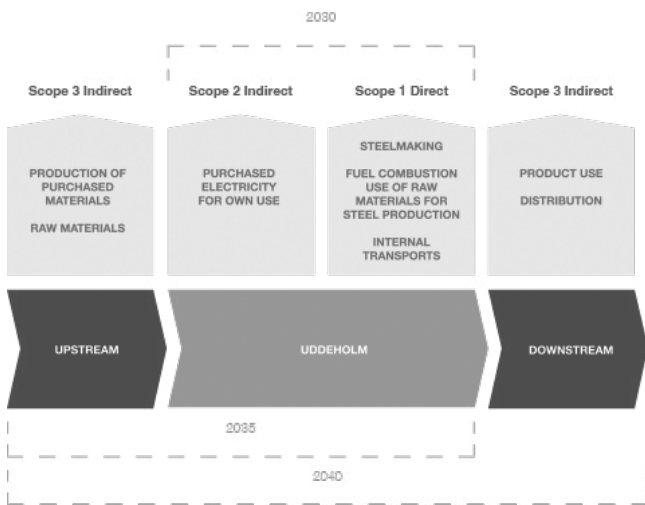 2030
Scope 3 Indirect
Scope 2 Indirect
Scope 1 Direct
Scope 3 Indirect
PRODUCTION OF
PURCHASED
MATERIALS
RAW MATERIALS
PURCHASED
ELECTRICITY
FOR OWN USE
STEELMAKING
FUEL COMBUSTION
USE OF RAW
MATERIALS FOR
STEEL PRODUCTION
INTERNAL
TRANSPORTS
PRODUCT USE
DISTRIBUTION
UPSTREAM
UDDEHOLM
DOWNSTREAM
2035
2040